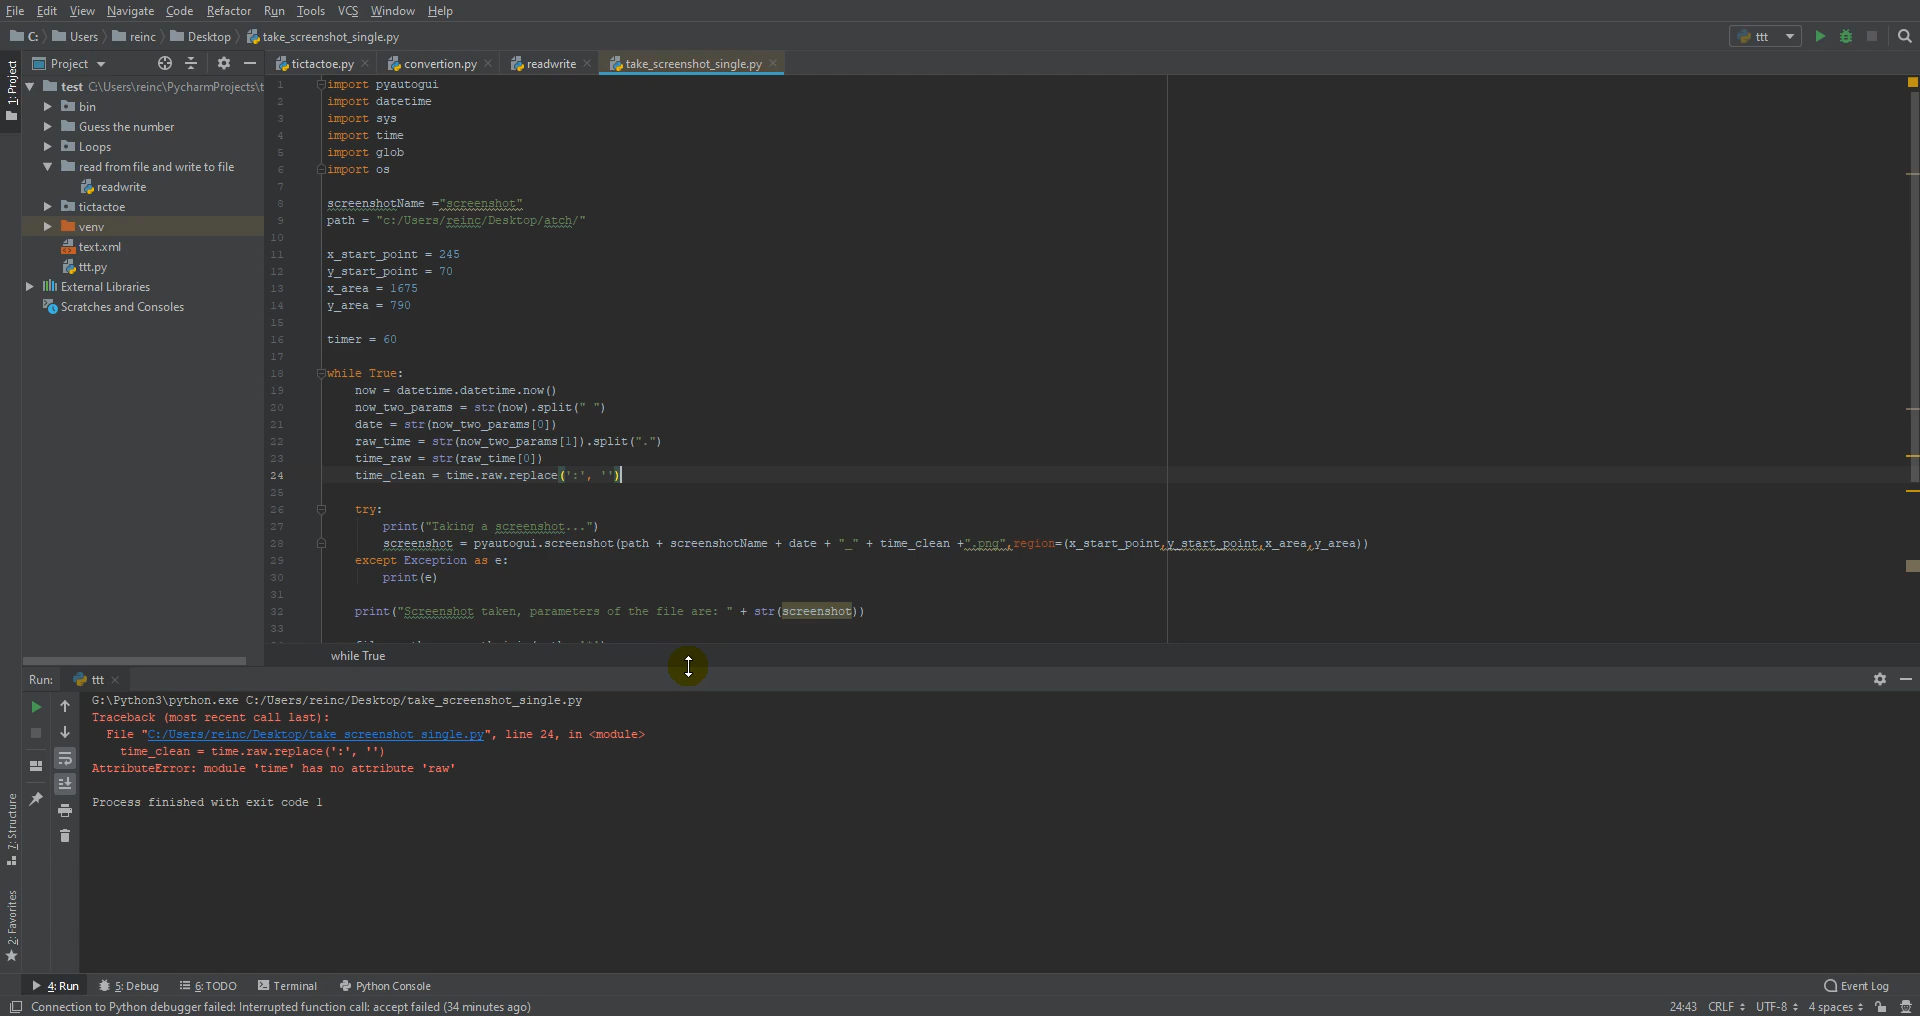 File Edit View Navigate Code Refactor Run Tools VCS Window Help
C: Users reinc Desktop take_screenshot_single.py ttt
1: Project
Project
tictactoe.py convertion.py readwrite take_screenshot_single.py
test C:\Users\reinc\PycharmProjects\t
bin
Guess the number
Loops
read from file and write to file
readwrite
tictactoe
venv
text.xml
ttt.py
External Libraries
Scratches and Consoles
1 import pyautogui
2 import datetime
3 import sys
4 import time
5 import glob
6 import os
7
8 screenshotName ="screenshot"
9 path = "c:/Users/reinc/Desktop/atch/"
10
11 x_start_point = 245
12 y_start_point = 70
13 x_area = 1675
14 y_area = 790
15
16 timer = 60
17
18 while True:
19 now = datetime.datetime.now()
20 now_two_params = str(now).split(" ")
21 date = str(now_two_params[0])
22 raw_time = str(now_two_params[1]).split(".")
23 time_raw = str(raw_time[0])
24 time_clean = time.raw.replace(':', '')
25
26 try:
27 print("Taking a screenshot...")
28 screenshot = pyautogui.screenshot(path + screenshotName + date + "_" + time_clean +".png",region=(x_start_point,y_start_point,x_area,y_area))
29 except Exception as e:
30 print(e)
31
32 print("Screenshot taken, parameters of the file are: " + str(screenshot))
33
while True
Run: ttt
G:\Python3\python.exe C:/Users/reinc/Desktop/take_screenshot_single.py
Traceback (most recent call last):
File "C:/Users/reinc/Desktop/take_screenshot_single.py", line 24, in <module>
time_clean = time.raw.replace(':', '')
AttributeError: module 'time' has no attribute 'raw'
Process finished with exit code 1
7: Structure
2: Favorites
4: Run 5: Debug 6: TODO Terminal Python Console Event Log
Connection to Python debugger failed: Interrupted function call: accept failed (34 minutes ago) 24:43 CRLF UTF-8 4 spaces